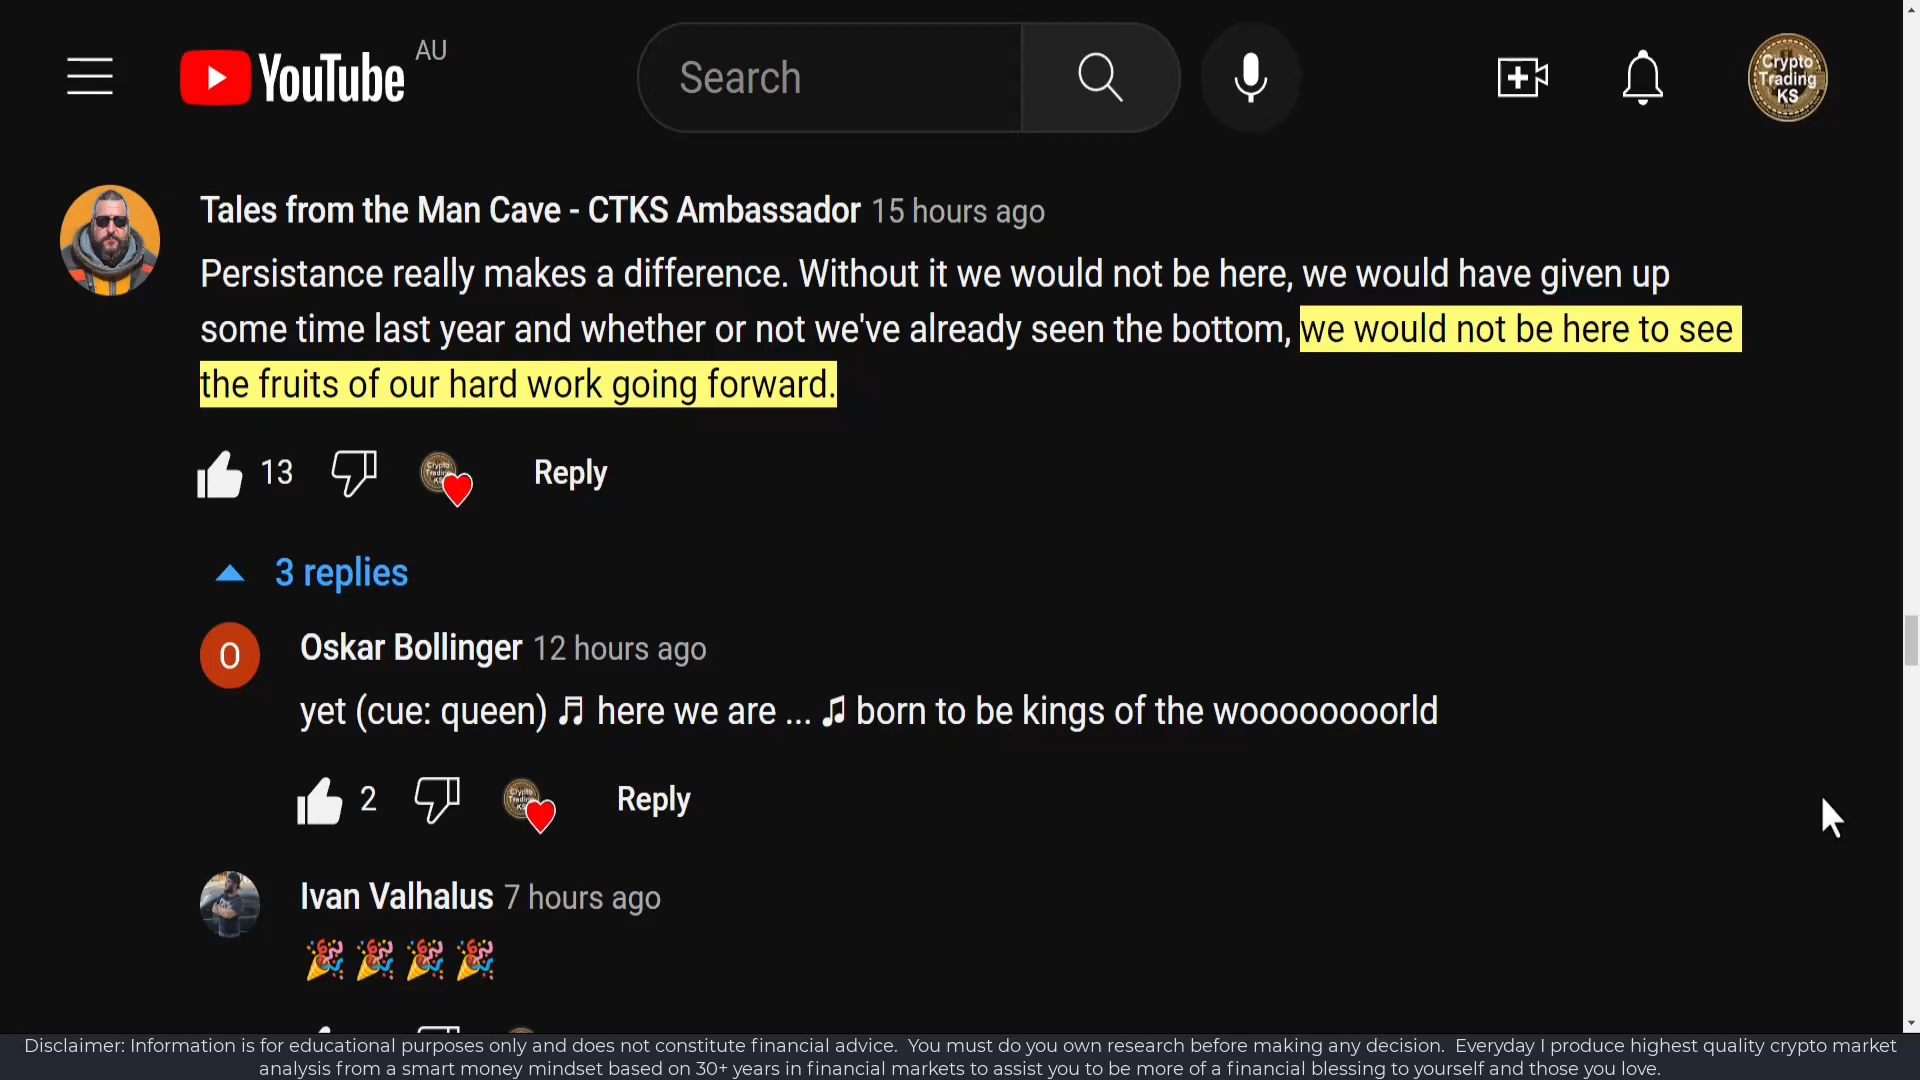 YouTube AU
Search
Crypto
Trading
KS
Tales from the Man Cave - CTKS Ambassador 15 hours ago
Persistance really makes a difference. Without it we would not be here, we would have given up
some time last year and whether or not we've already seen the bottom, we would not be here to see
the fruits of our hard work going forward.
13 Reply
3 replies
O
Oskar Bollinger 12 hours ago
yet (cue: queen) ♬ here we are ... ♫ born to be kings of the woooooooorld
2 Reply
Ivan Valhalus 7 hours ago
🎉 🎉 🎉 🎉
Disclaimer: Information is for educational purposes only and does not constitute financial advice. You must do you own research before making any decision. Everyday I produce highest quality crypto market
analysis from a smart money mindset based on 30+ years in financial markets to assist you to be more of a financial blessing to yourself and those you love.